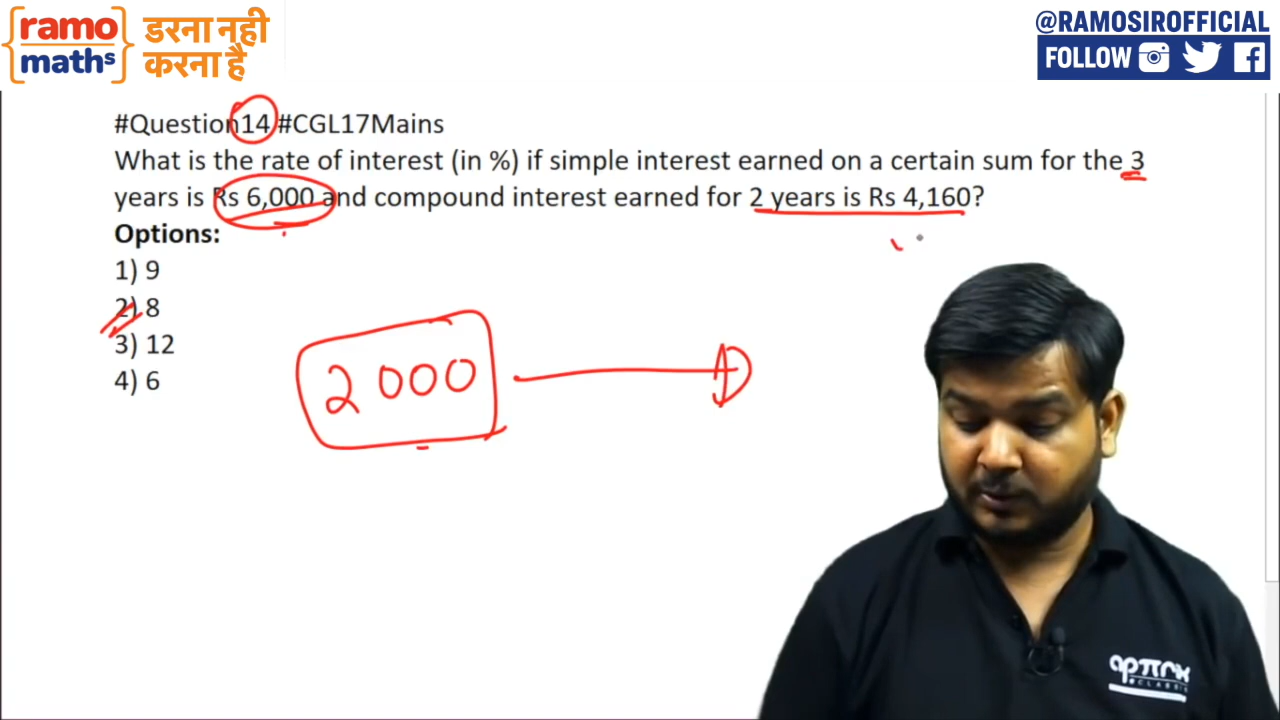 ramo
maths
डरना नही
करना है
@RAMOSIROFFICIAL
FOLLOW
#Question14 #CGL17Mains
What is the rate of interest (in %) if simple interest earned on a certain sum for the 3
years is Rs 6,000 and compound interest earned for 2 years is Rs 4,160?
Options:
1) 9
2) 8
3) 12
4) 6
2000